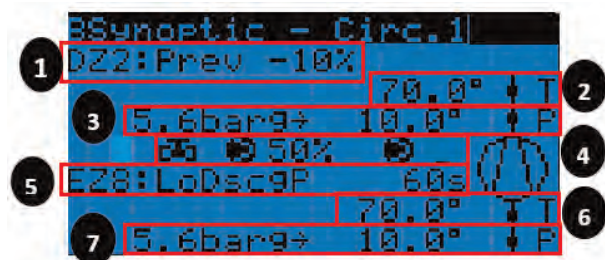 BSynoptic - Circ.1
1 DZ2:Prev -10%
70.0° T 2
3 5.6barg→ 10.0° P
50% 4
5 EZ8:LoDscgP 60s
70.0° T 6
7 5.6barg→ 10.0° P